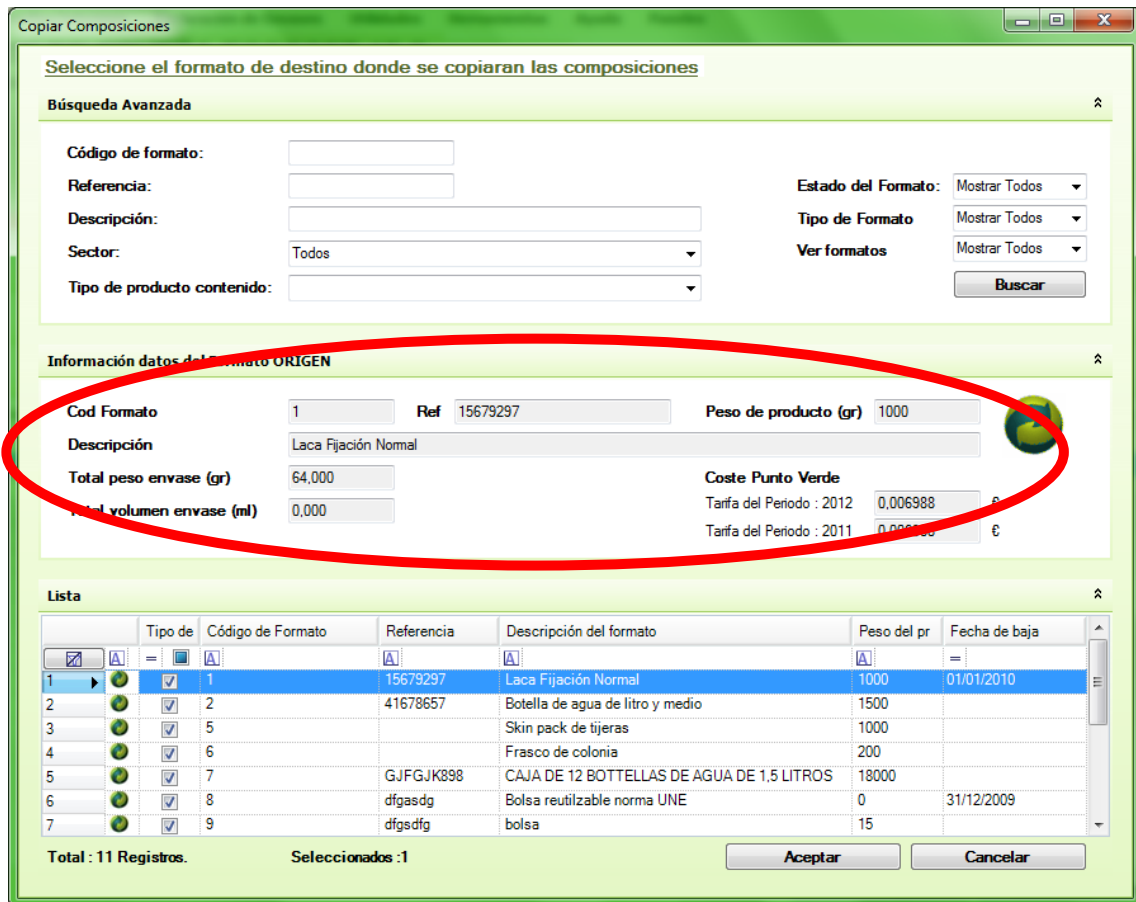 Copiar Composiciones
Seleccione el formato de destino donde se copiaran las composiciones
Búsqueda Avanzada
Código de formato:
Referencia: Estado del Formato: Mostrar Todos
Descripción: Tipo de Formato Mostrar Todos
Sector: Todos Ver formatos Mostrar Todos
Tipo de producto contenido: Buscar
Información datos del Formato ORIGEN
Cod Formato 1 Ref 15679297 Peso de producto (gr) 1000
Descripción Laca Fijación Normal
Total peso envase (gr) 64,000 Coste Punto Verde
Total volumen envase (ml) 0,000 Tarifa del Periodo : 2012 0,006988 €
Tarifa del Periodo : 2011 €
Lista
Tipo de Código de Formato Referencia Descripción del formato Peso del pr Fecha de baja
A = A A A A =
1 1 15679297 Laca Fijación Normal 1000 01/01/2010
2 2 41678657 Botella de agua de litro y medio 1500
3 5 Skin pack de tijeras 1000
4 6 Frasco de colonia 200
5 7 GJFGJK898 CAJA DE 12 BOTTELLAS DE AGUA DE 1,5 LITROS 18000
6 8 dfgasdg Bolsa reutilzable norma UNE 0 31/12/2009
7 9 dfgsdfg bolsa 15
Total : 11 Registros. Seleccionados :1 Aceptar Cancelar